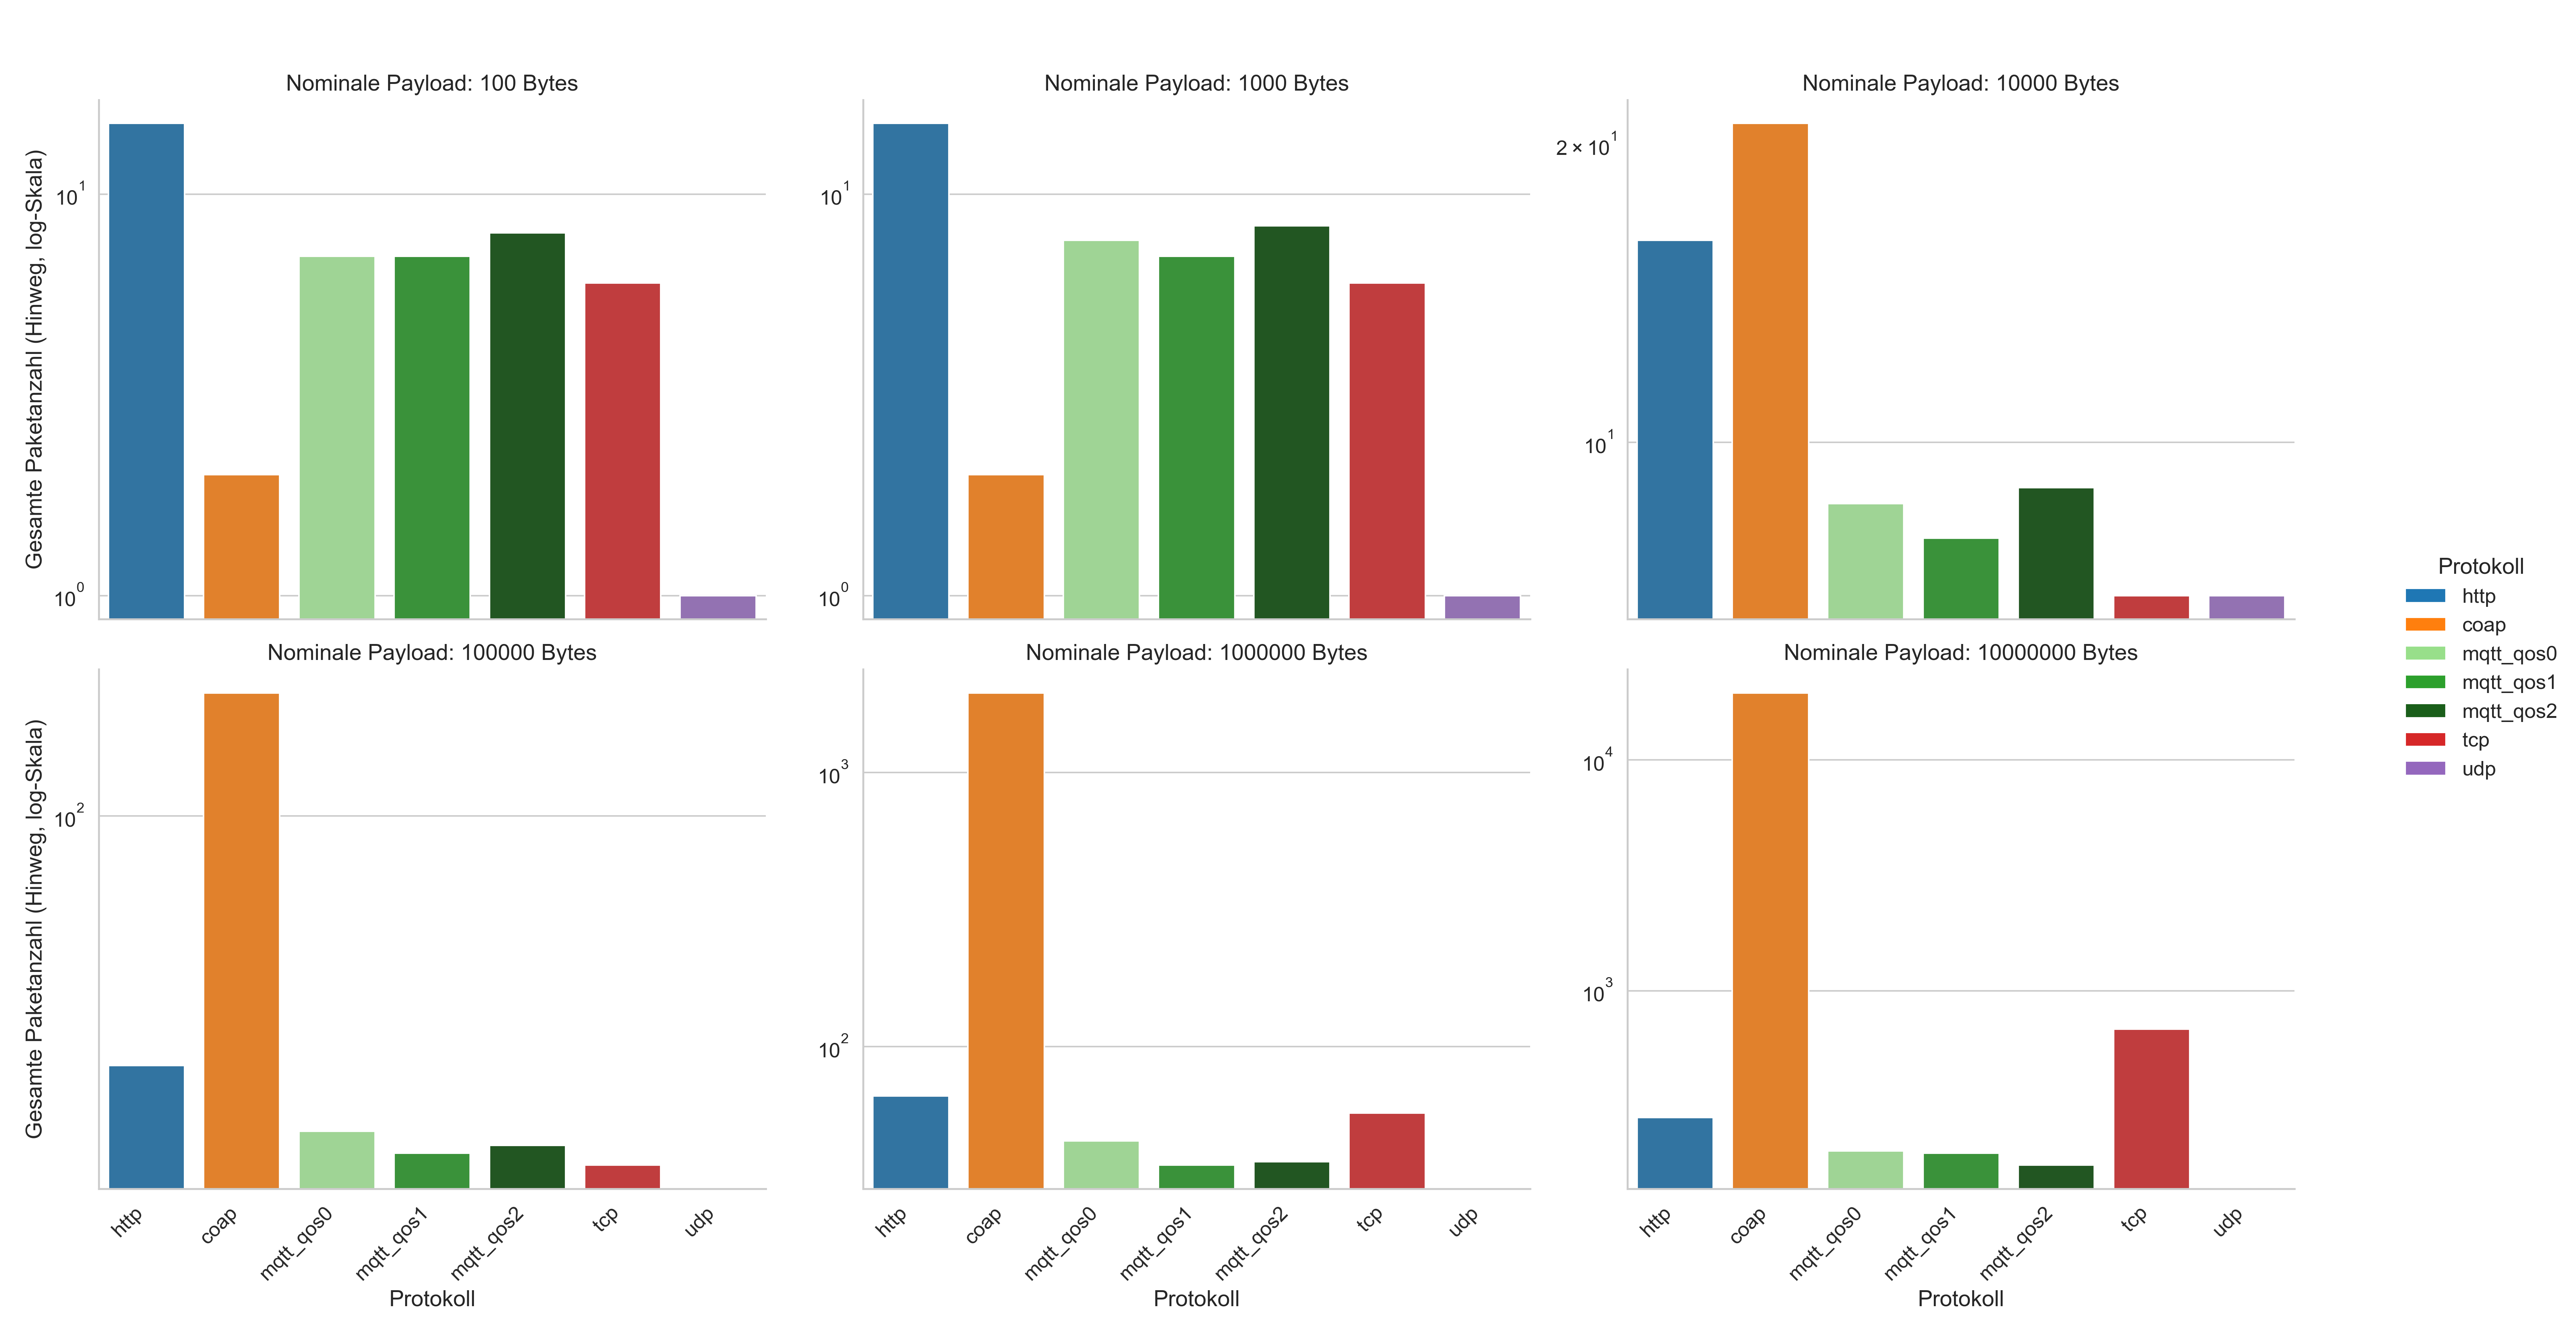 Nominale Payload: 100 Bytes
Nominale Payload: 1000 Bytes
Nominale Payload: 10000 Bytes
Gesamte Paketanzahl (Hinweg, log-Skala)
10^1
10^0
10^1
10^0
2 × 10^1
10^1
Nominale Payload: 100000 Bytes
Nominale Payload: 1000000 Bytes
Nominale Payload: 10000000 Bytes
Gesamte Paketanzahl (Hinweg, log-Skala)
10^2
10^3
10^2
10^4
10^3
http
coap
mqtt_qos0
mqtt_qos1
mqtt_qos2
tcp
udp
Protokoll
http
coap
mqtt_qos0
mqtt_qos1
mqtt_qos2
tcp
udp
Protokoll
http
coap
mqtt_qos0
mqtt_qos1
mqtt_qos2
tcp
udp
Protokoll
Protokoll
http
coap
mqtt_qos0
mqtt_qos1
mqtt_qos2
tcp
udp